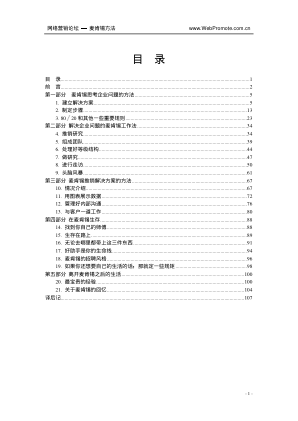 网络营销论坛 — 麦肯锡方法 www.WebPromote.com.cn
目 录
目 录 1
前 言 2
第一部分 麦肯锡思考企业问题的方法 5
1. 建立解决方案 5
2. 制定步骤 13
3. 80／20 和其他一些重要规则 23
第二部分 解决企业问题的麦肯锡工作法 34
4. 推销研究 34
5. 组成团队 39
6. 处理好等级结构 44
7. 做研究 47
8. 进行走访 50
9. 头脑风暴 61
第三部分 麦肯锡推销解决方案的方法 67
10. 情况介绍 67
11. 用图表展示数据 72
12. 管理好内部沟通 76
13. 与客户一道工作 80
第四部分 在麦肯锡生存 88
14. 找到你自己的师博 88
15. 生存在路上 90
16. 无论去哪里都带上这三件东西 91
17. 好助手是你的生命线 94
18. 麦肯锡的招聘风格 96
19. 如果你还想要自己的生活的话，那就定一些规矩 98
第五部分 离开麦肯锡之后的生活 100
20. 最宝贵的经验 100
21. 关于麦肯锡的回忆 104
译后记 107
- 1 -